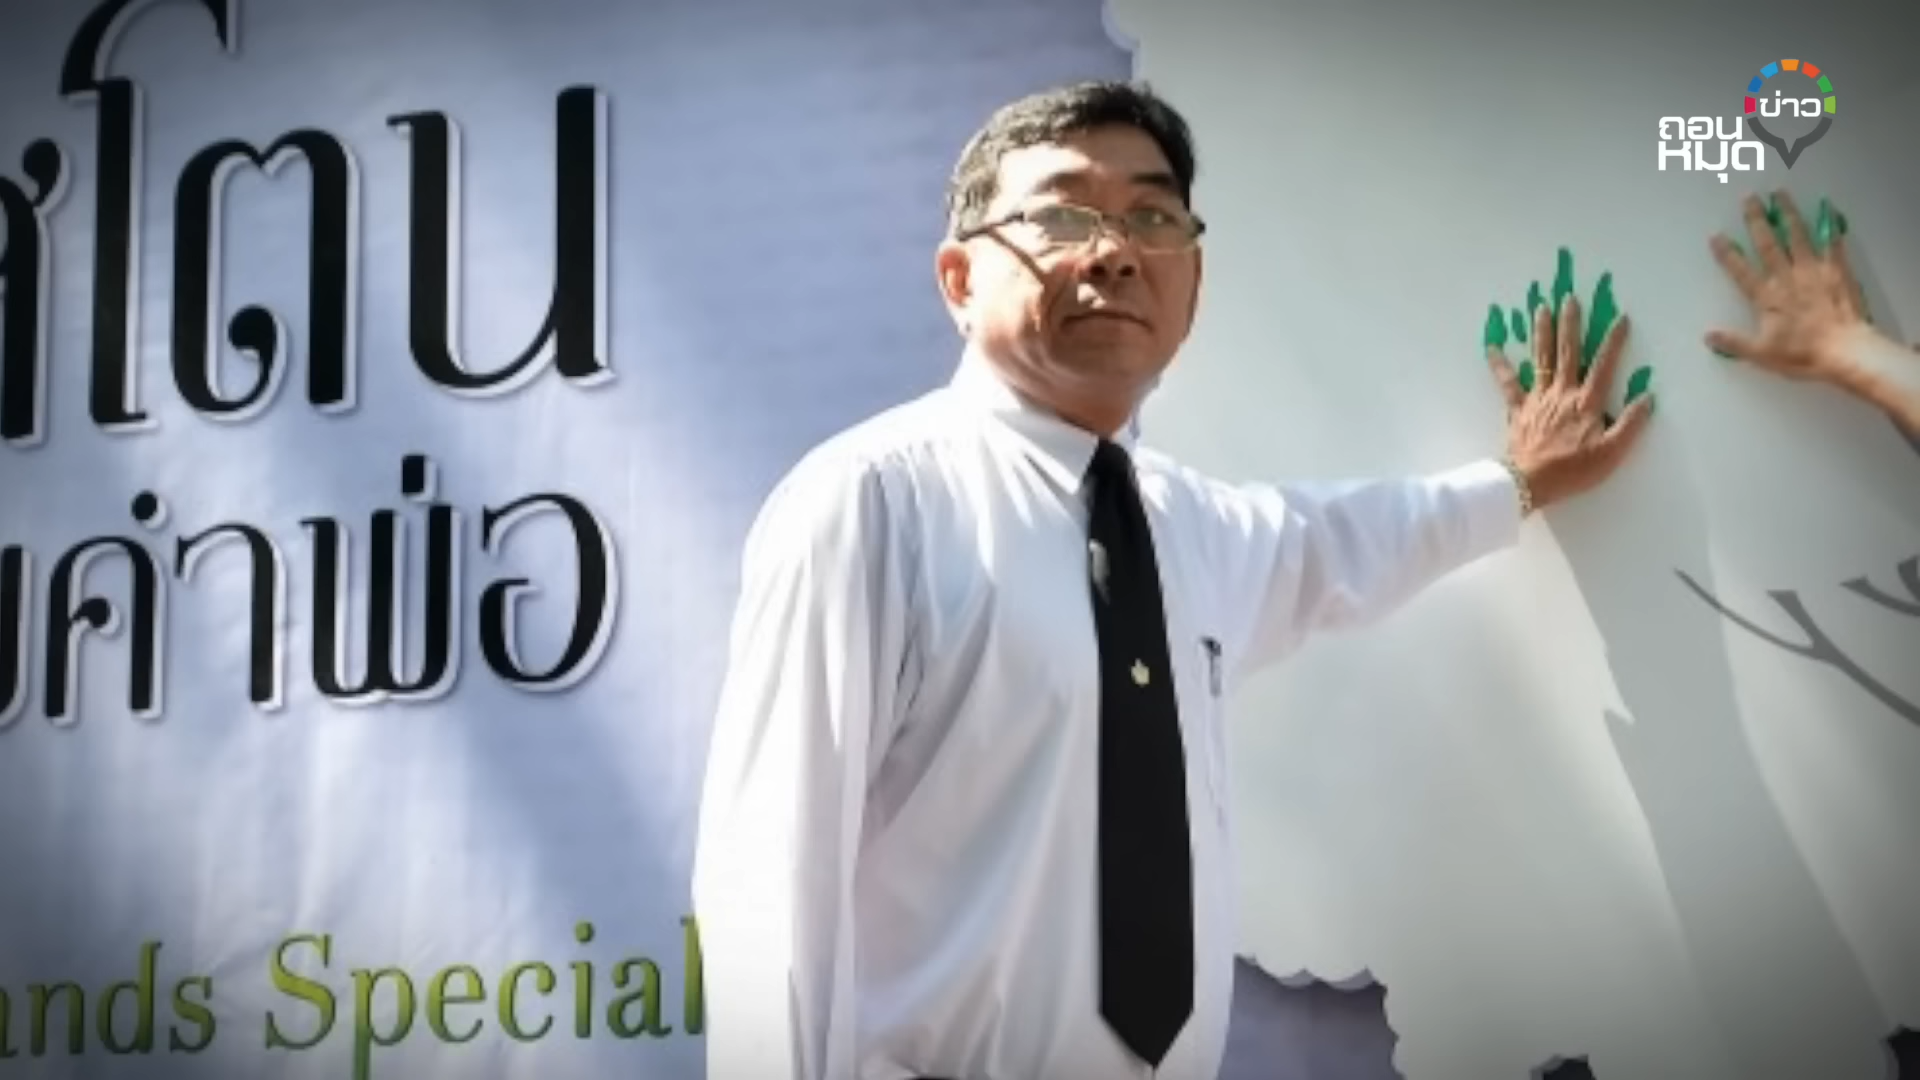 โตน
คำพ่อ
ands Special
ถอน
หมุด
ข่าว